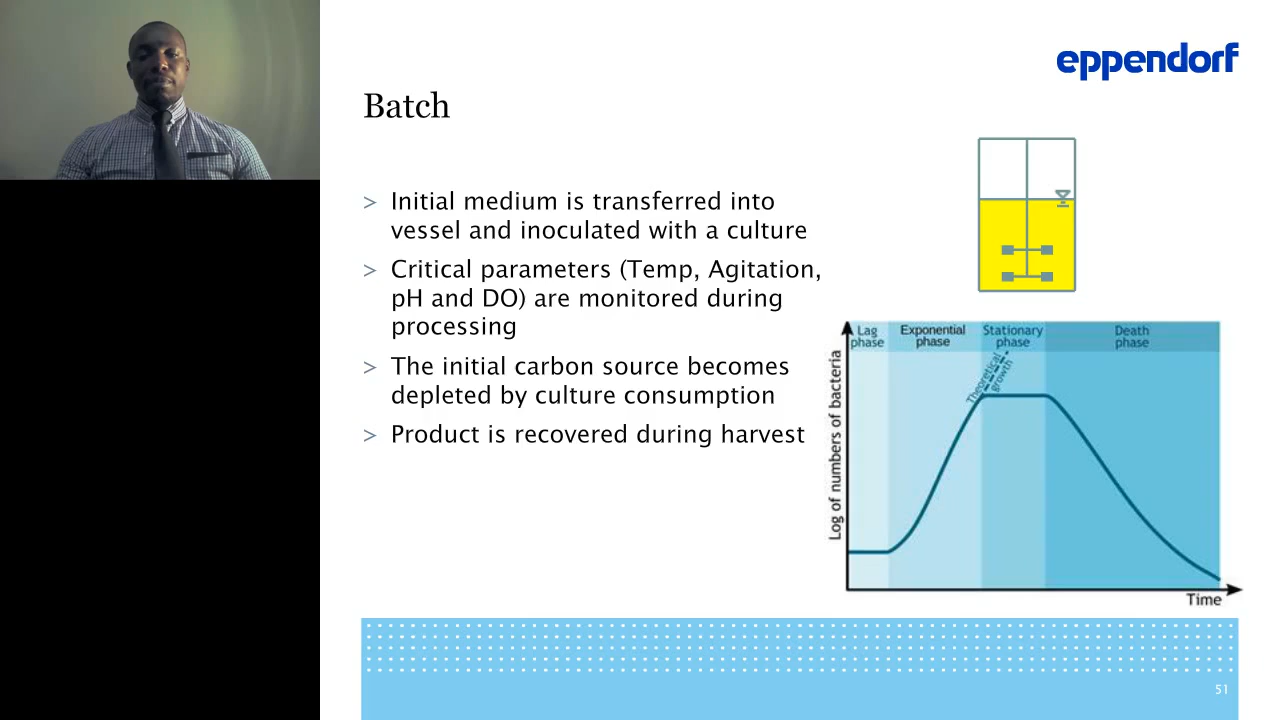 eppendorf
Batch
> Initial medium is transferred into
vessel and inoculated with a culture
> Critical parameters (Temp, Agitation,
pH and DO) are monitored during
processing
> The initial carbon source becomes
depleted by culture consumption
> Product is recovered during harvest
Lag
phase
Exponential
phase
Stationary
phase
Death
phase
Theoretical
growth
Log of numbers of bacteria
Time
51